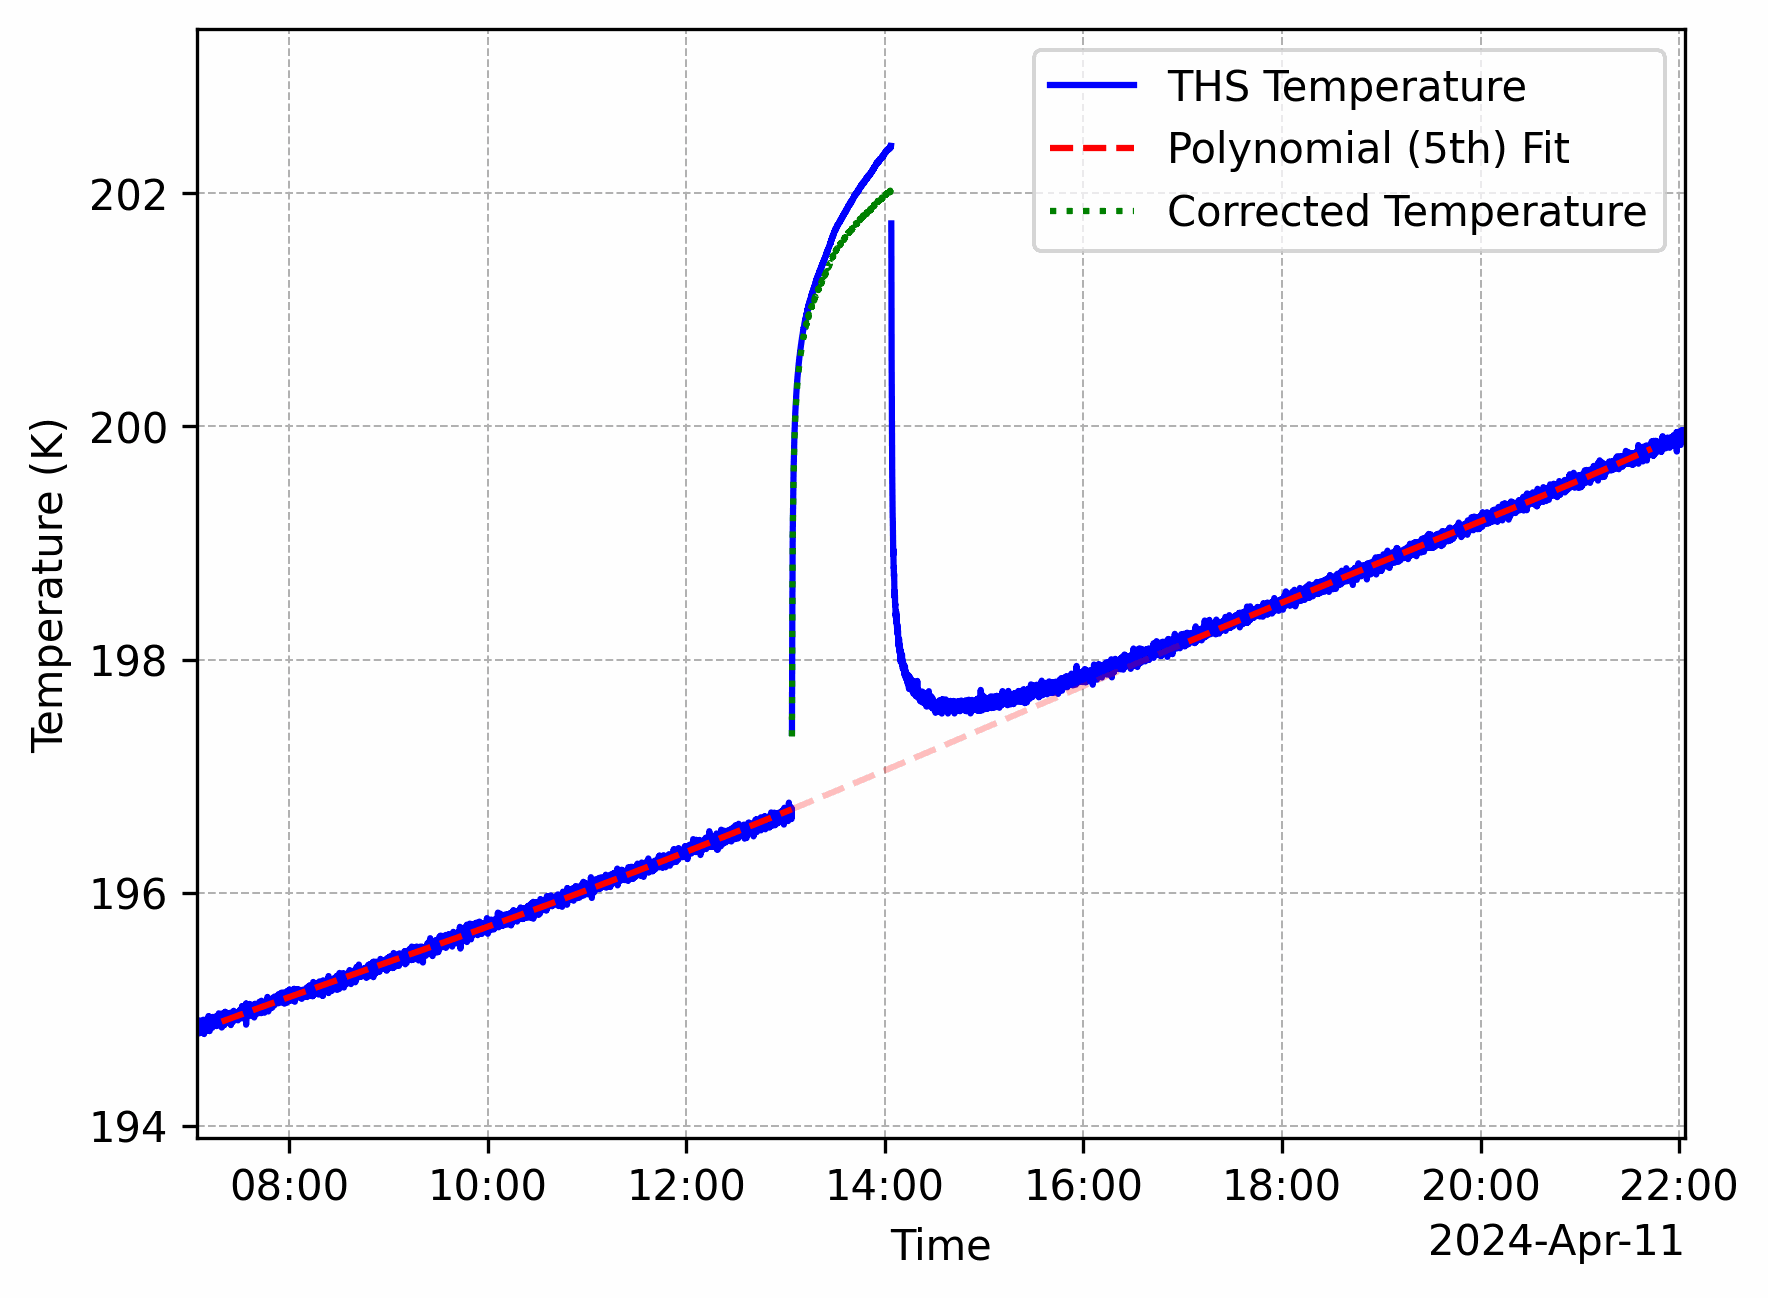 THS Temperature
Polynomial (5th) Fit
Corrected Temperature
Temperature (K)
202
200
198
196
194
08:00 10:00 12:00 14:00 16:00 18:00 20:00 22:00
Time
2024-Apr-11